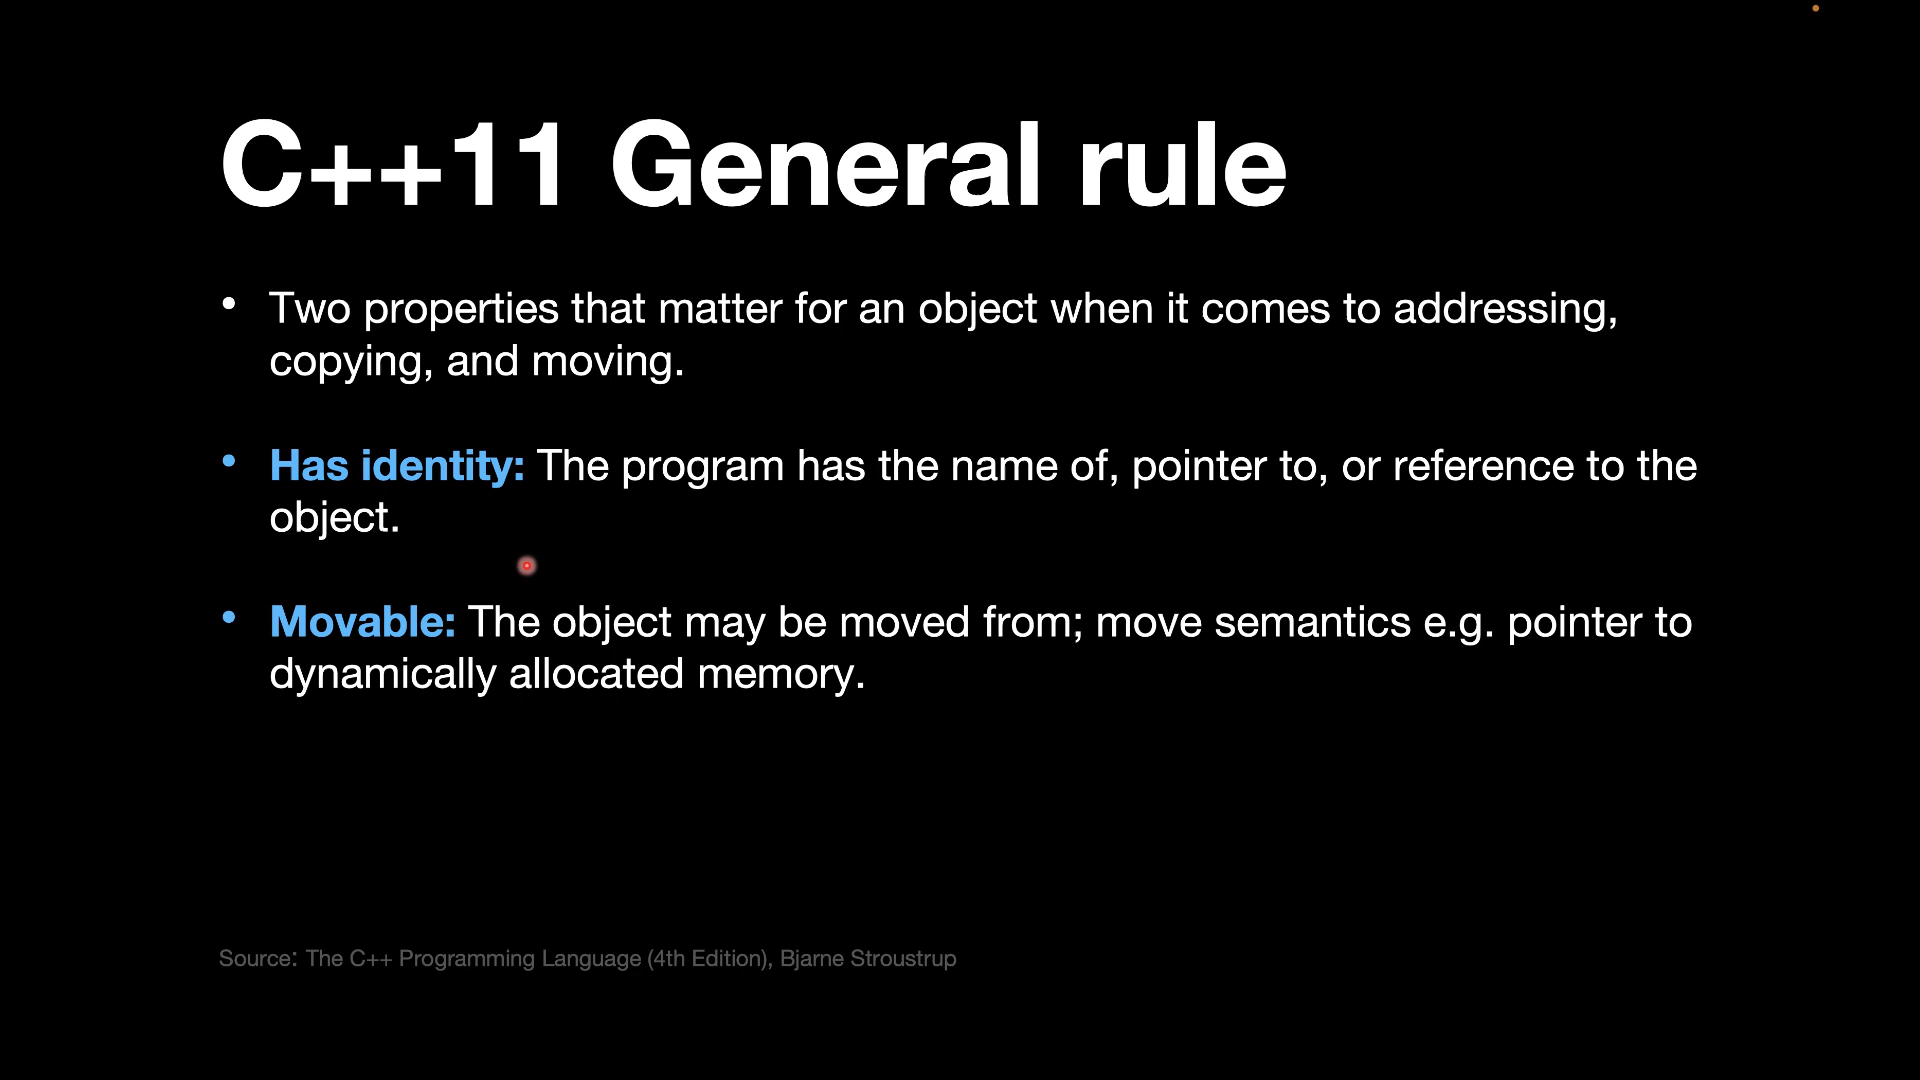 C++11 General rule
• Two properties that matter for an object when it comes to addressing,
copying, and moving.
• Has identity: The program has the name of, pointer to, or reference to the
object.
• Movable: The object may be moved from; move semantics e.g. pointer to
dynamically allocated memory.
Source: The C++ Programming Language (4th Edition), Bjarne Stroustrup